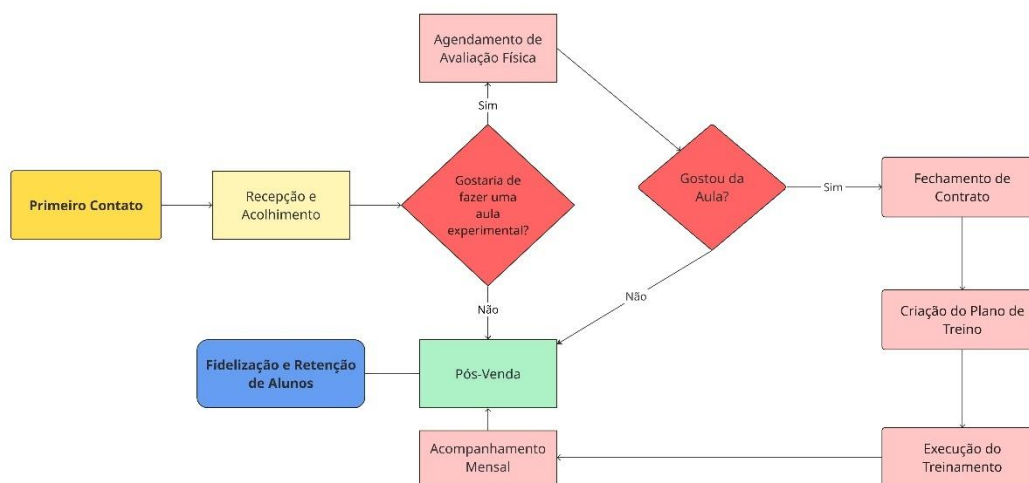 Agendamento de
Avaliação Física
Sim
Gostaria de
fazer uma
aula
experimental?
Gostou da
Aula?
Sim
Fechamento de
Contrato
Primeiro Contato
Recepção e
Acolhimento
Não
Não
Criação do Plano de
Treino
Fidelização e Retenção
de Alunos
Pós-Venda
Acompanhamento
Mensal
Execução do
Treinamento